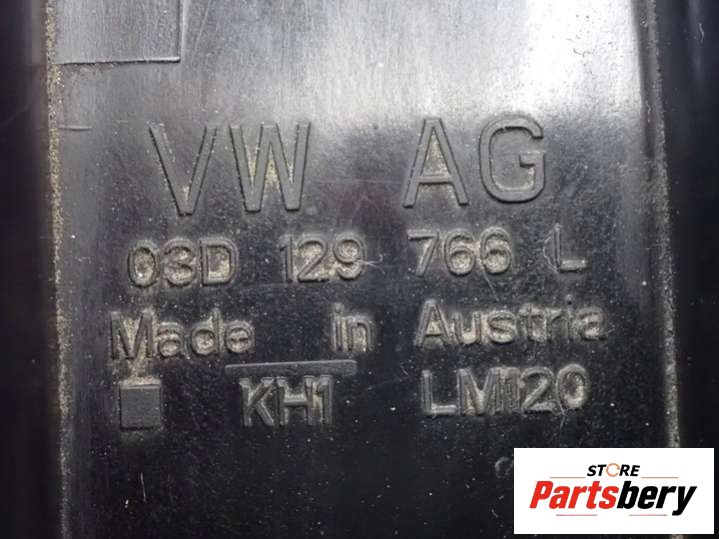 VW AG
03D 129 766 L
Made in Austria
KH1 LM120
STORE
Partsbery